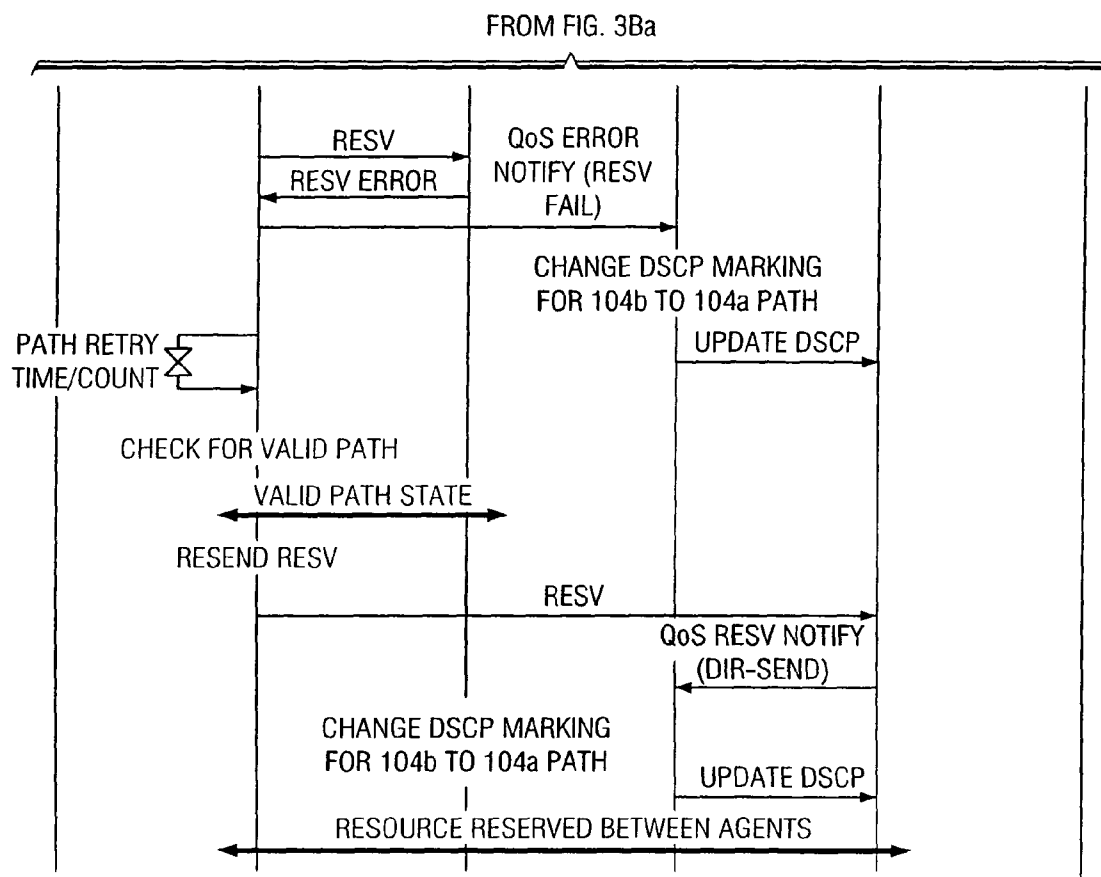 FROM FIG. 3Ba
RESV
RESV ERROR
QoS ERROR
NOTIFY (RESV
FAIL)
CHANGE DSCP MARKING
FOR 104b TO 104a PATH
UPDATE DSCP
PATH RETRY
TIME/COUNT
CHECK FOR VALID PATH
VALID PATH STATE
RESEND RESV
RESV
QoS RESV NOTIFY
(DIR-SEND)
CHANGE DSCP MARKING
FOR 104b TO 104a PATH
UPDATE DSCP
RESOURCE RESERVED BETWEEN AGENTS